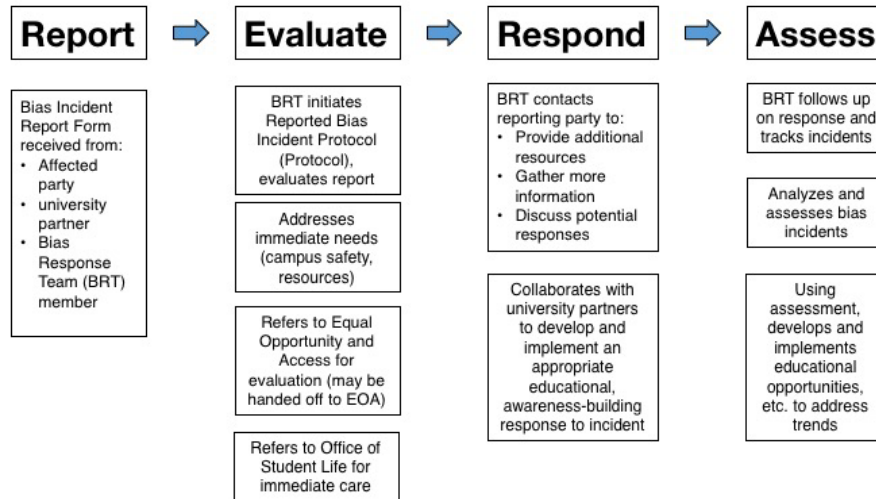 Report
Evaluate
Respond
Assess
Bias Incident
Report Form
received from:
• Affected
party
• university
partner
• Bias
Response
Team (BRT)
member
BRT initiates
Reported Bias
Incident Protocol
(Protocol),
evaluates report
Addresses
immediate needs
(campus safety,
resources)
Refers to Equal
Opportunity and
Access for
evaluation (may be
handed off to EOA)
Refers to Office of
Student Life for
immediate care
BRT contacts
reporting party to:
• Provide additional
resources
• Gather more
information
• Discuss potential
responses
Collaborates with
university partners
to develop and
implement an
appropriate
educational,
awareness-building
response to incident
BRT follows up
on response and
tracks incidents
Analyzes and
assesses bias
incidents
Using
assessment,
develops and
implements
educational
opportunities,
etc. to address
trends